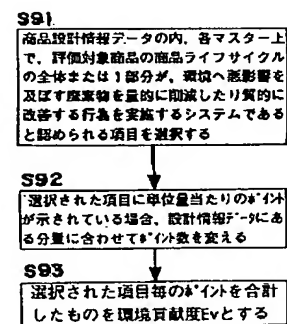 S91
商品設計情報データの内、各マスター上
で、評価対象商品の商品ライフサイクル
の全体または1部分が、環境へ悪影響を
及ぼす廃棄物を量的に削減したり質的に
改善する行為を実施するシステムである
と認められる項目を選択する
S92
選択された項目に単位量当たりのポイント
が示されている場合、設計情報データにあ
る分量に合わせてポイント数を変える
S93
選択された項目毎のポイントを合計
したものを環境貢献度Evとする